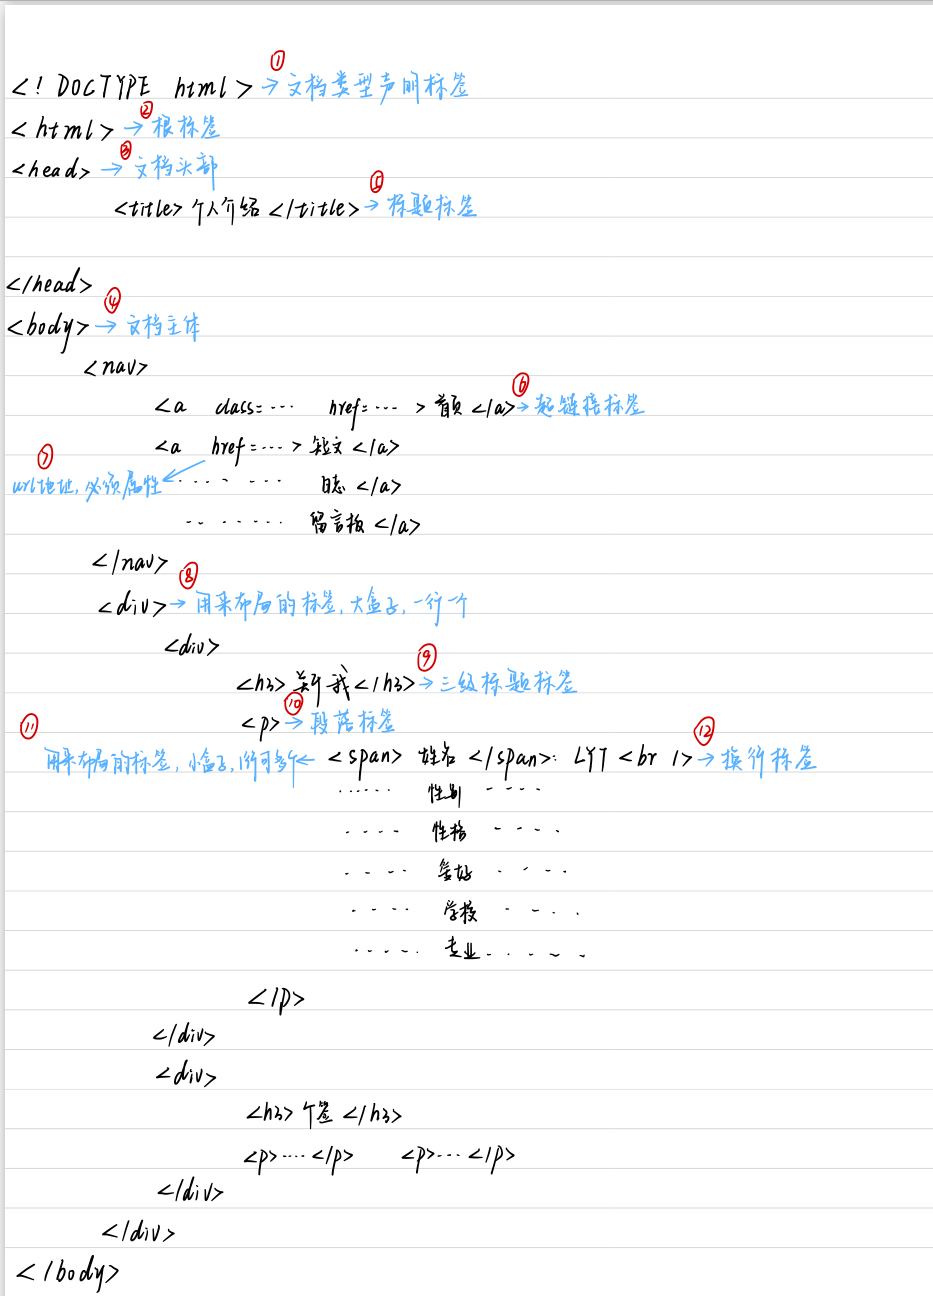 <! DOCTYPE html> ① → 文档类型声明标签
<html> ② → 根标签
<head> ③ → 文档头部
<title> 个人介绍 </title> ⑤ → 标题标签
</head>
<body> ④ → 文档主体
<nav>
<a class=... href=... > 首页 </a> ⑥ → 超链接标签
<a href=... > 短文 </a>
⑦ url地址, 必须属性 ← ...... 日志 </a>
...... 留言板 </a>
</nav>
<div> ⑧ → 用来布局的标签, 大盒子, 一行一个
<div>
<h3> 关于我 </h3> ⑨ → 三级标题标签
<p> ⑩ → 段落标签
⑪ 用来布局的标签, 小盒子, 1行可多个 ← <span> 姓名 </span>: LYT <br /> ⑫ → 换行标签
...... 性别 ....
.... 性格 ....
.... 爱好 ....
.... 学校 ....
..... 专业 .....
</p>
</div>
<div>
<h3> 个签 </h3>
<p>....</p> <p>...</p>
</div>
</div>
</body>